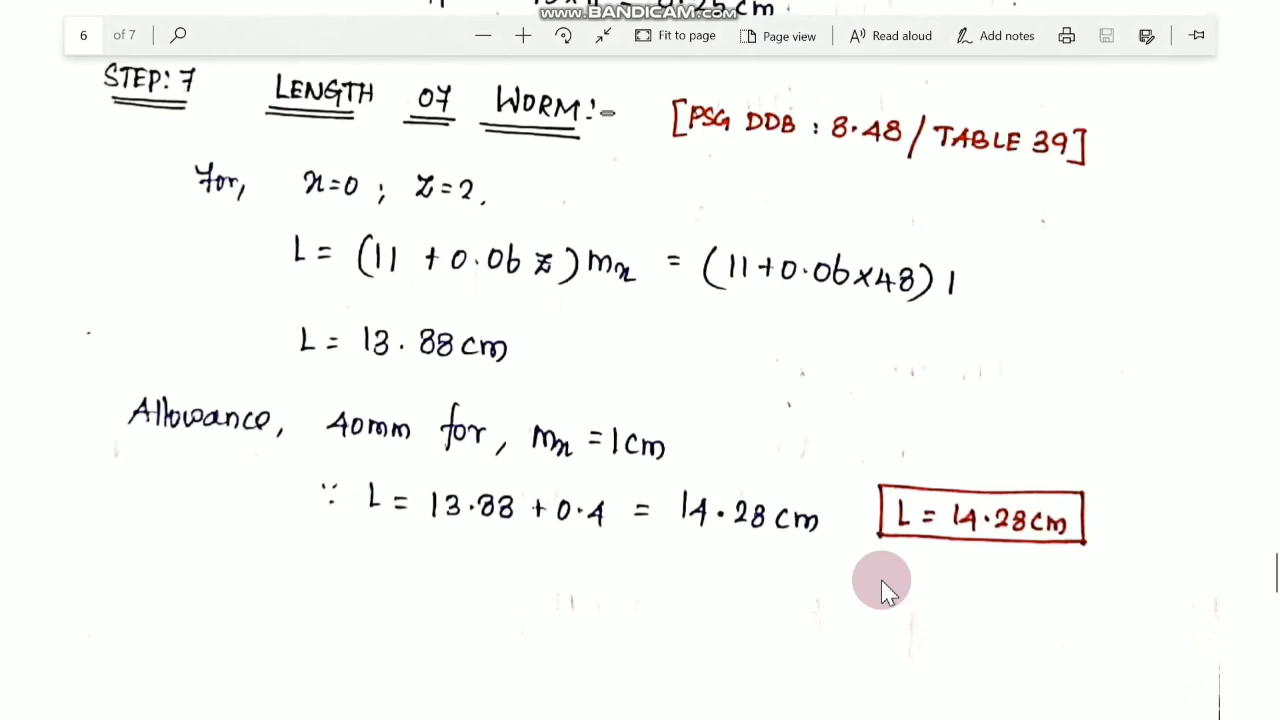 www.BANDICAM.com
6 of 7 Fit to page Page view Read aloud Add notes
STEP: 7 LENGTH OF WORM:- [PSG DDB : 8.48 / TABLE 39]
For, x=0 ; z=2,
L = (11 + 0.06 z) mx = (11+0.06×48) 1
L = 13.88 cm
Allowance, 40mm for, mx = 1cm
∵ L = 13.88 + 0.4 = 14.28 cm L = 14.28cm